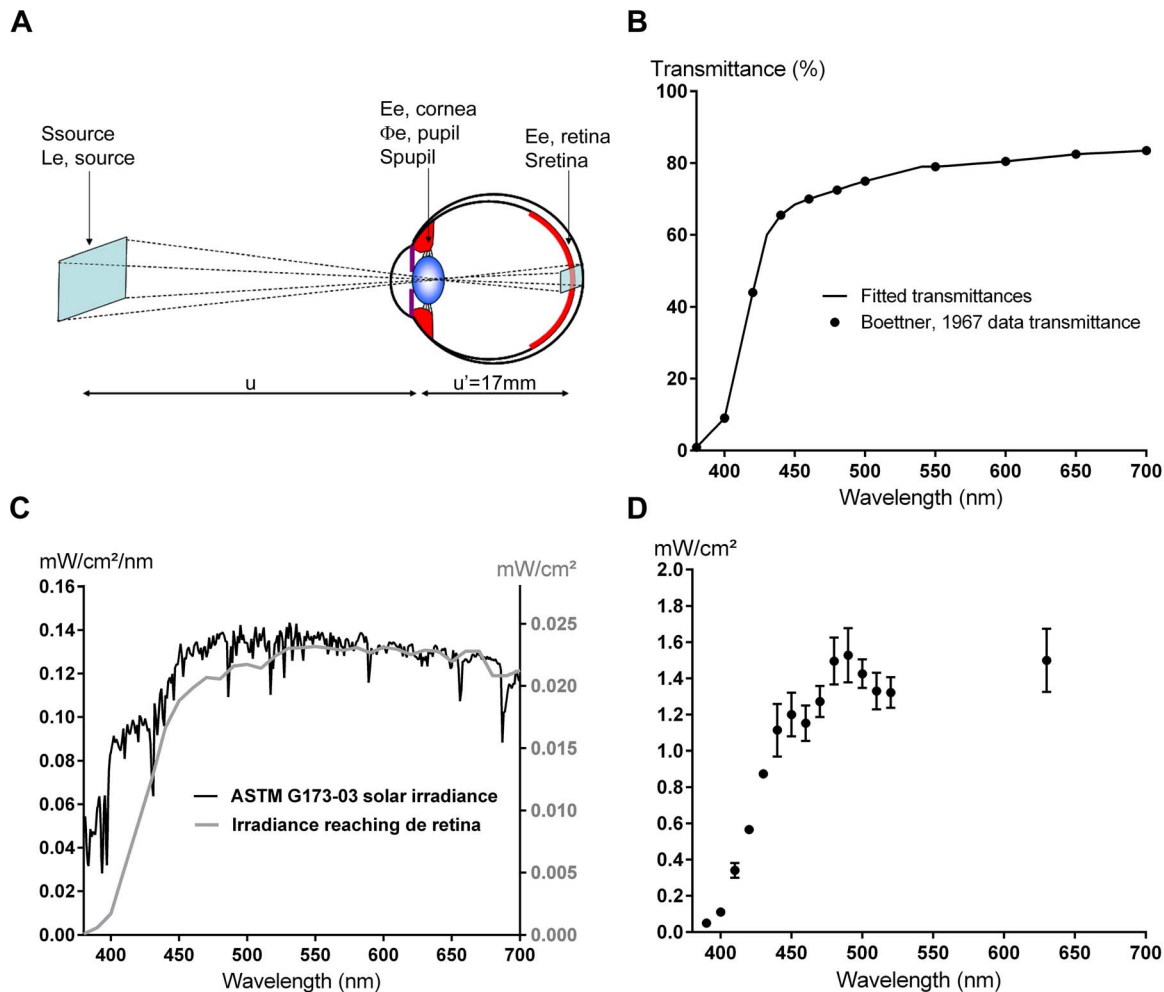 A
Ssource
Le, source
Ee, cornea
Φe, pupil
Spupil
Ee, retina
Sretina
u
u'=17mm
B
Transmittance (%)
100
80
60
40
20
0
Fitted transmittances
Boettner, 1967 data transmittance
400 450 500 550 600 650 700
Wavelength (nm)
C
mW/cm²/nm
mW/cm²
0.16
0.14
0.12
0.10
0.08
0.06
0.04
0.02
0.00
0.025
0.020
0.015
0.010
0.005
0.000
ASTM G173-03 solar irradiance
Irradiance reaching de retina
400 450 500 550 600 650 700
Wavelength (nm)
D
mW/cm²
2.0
1.8
1.6
1.4
1.2
1.0
0.8
0.6
0.4
0.2
0.0
400 450 500 550 600 650 700
Wavelength (nm)